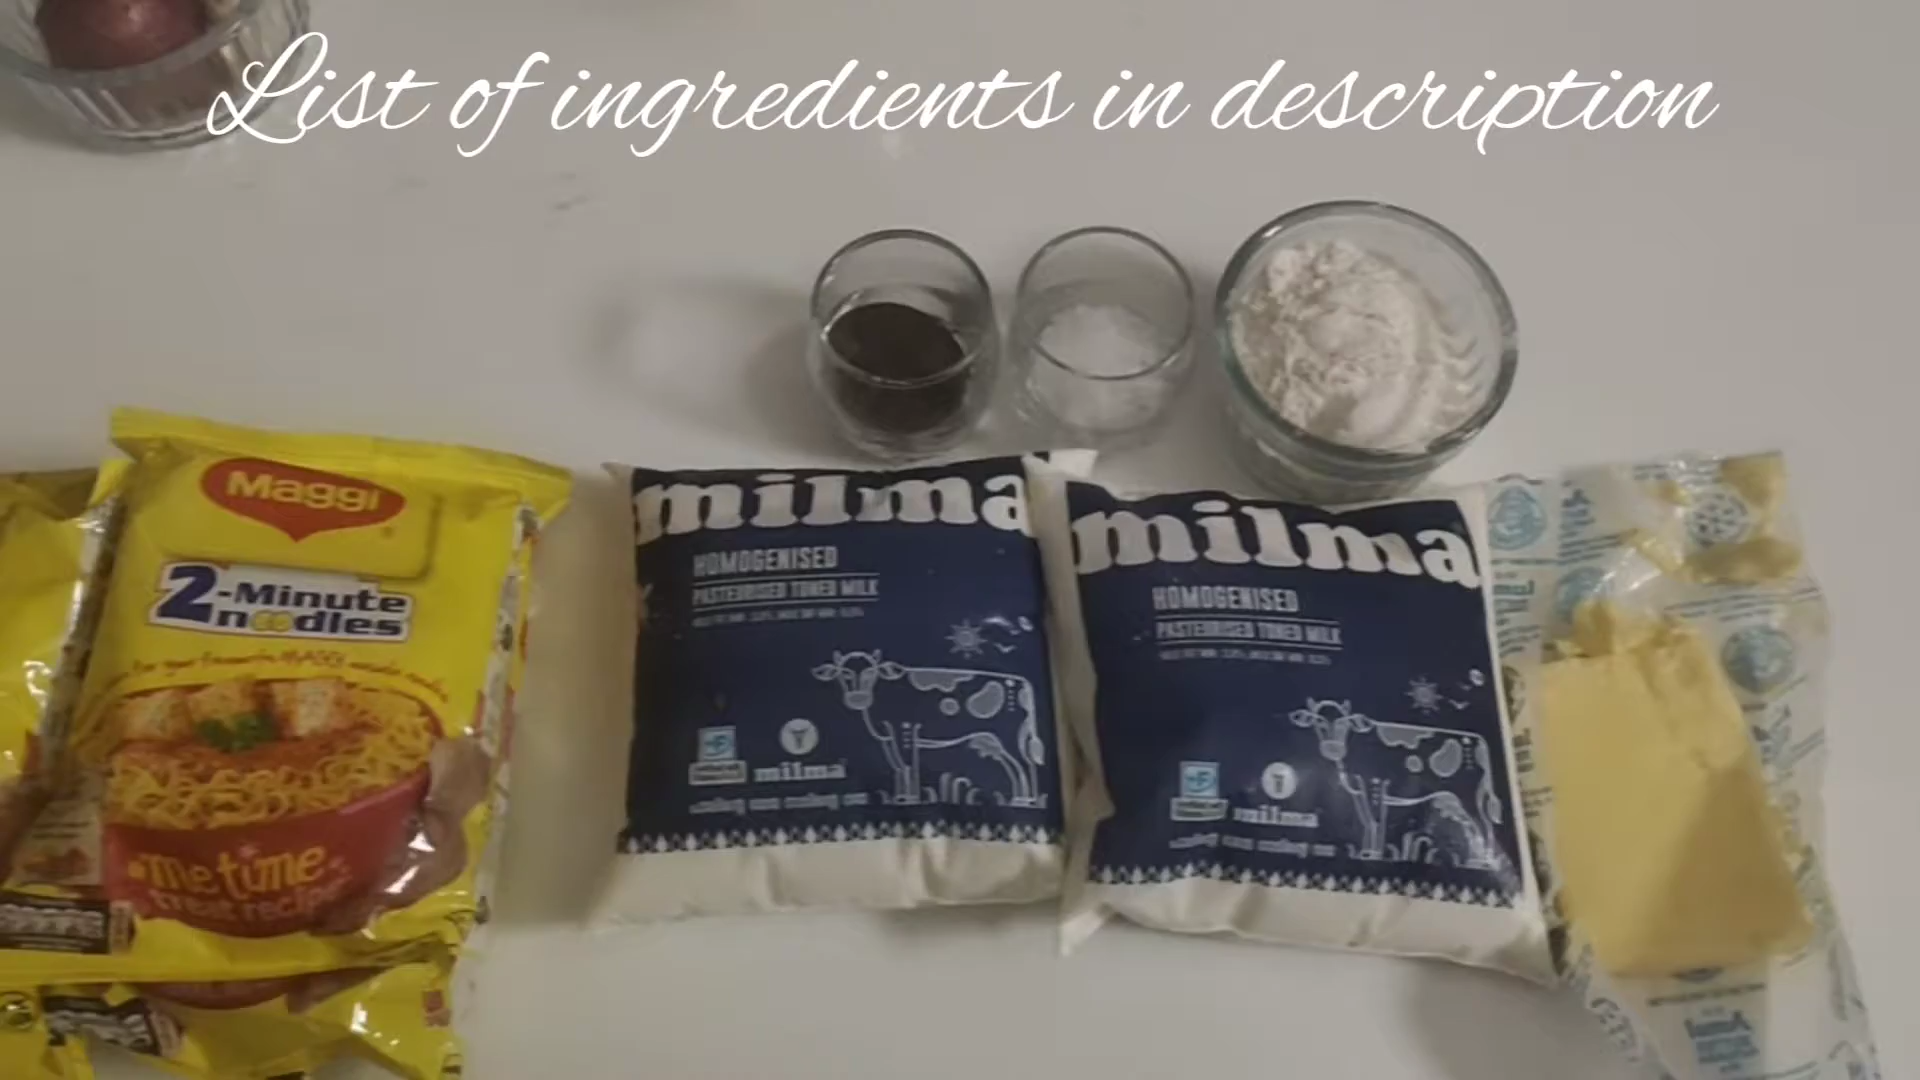 List of ingredients in description
Maggi
2-Minute
noodles
me time
treat recipe
milma
HOMOGENISED
PASTEURISED TONED MILK
milma
milma
HOMOGENISED
PASTEURISED TONED MILK
milma
Amul